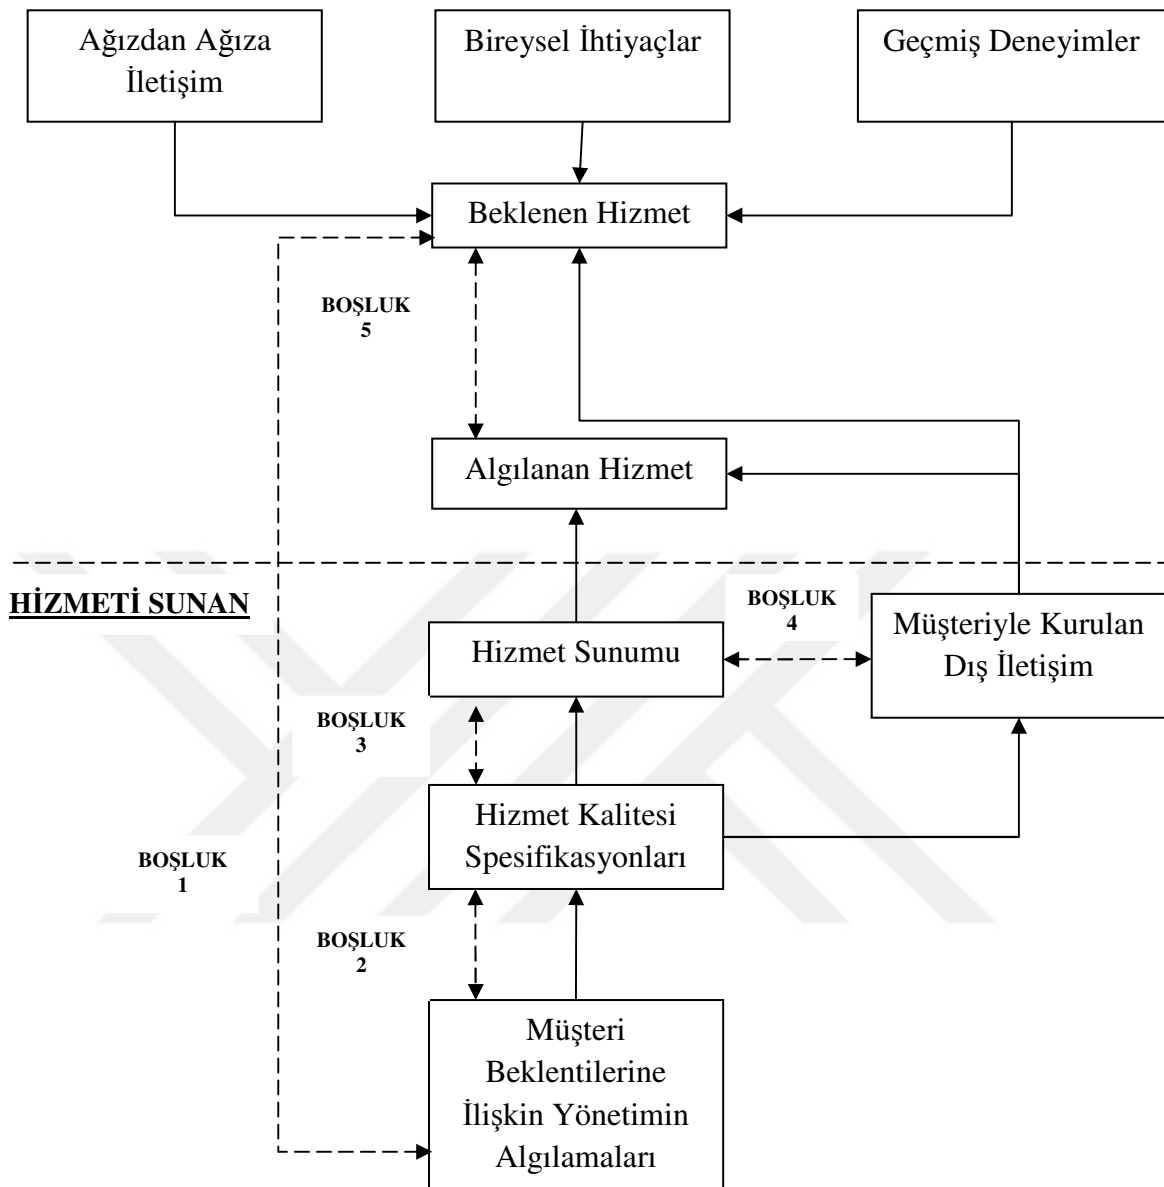 Ağızdan Ağıza
İletişim
Bireysel İhtiyaçlar
Geçmiş Deneyimler
Beklenen Hizmet
BOŞLUK
5
Algılanan Hizmet
HİZMETİ SUNAN
BOŞLUK
4
Müşteriyle Kurulan
Dış İletişim
Hizmet Sunumu
BOŞLUK
3
Hizmet Kalitesi
Spesifikasyonları
BOŞLUK
1
BOŞLUK
2
Müşteri
Beklentilerine
İlişkin Yönetimin
Algılamaları